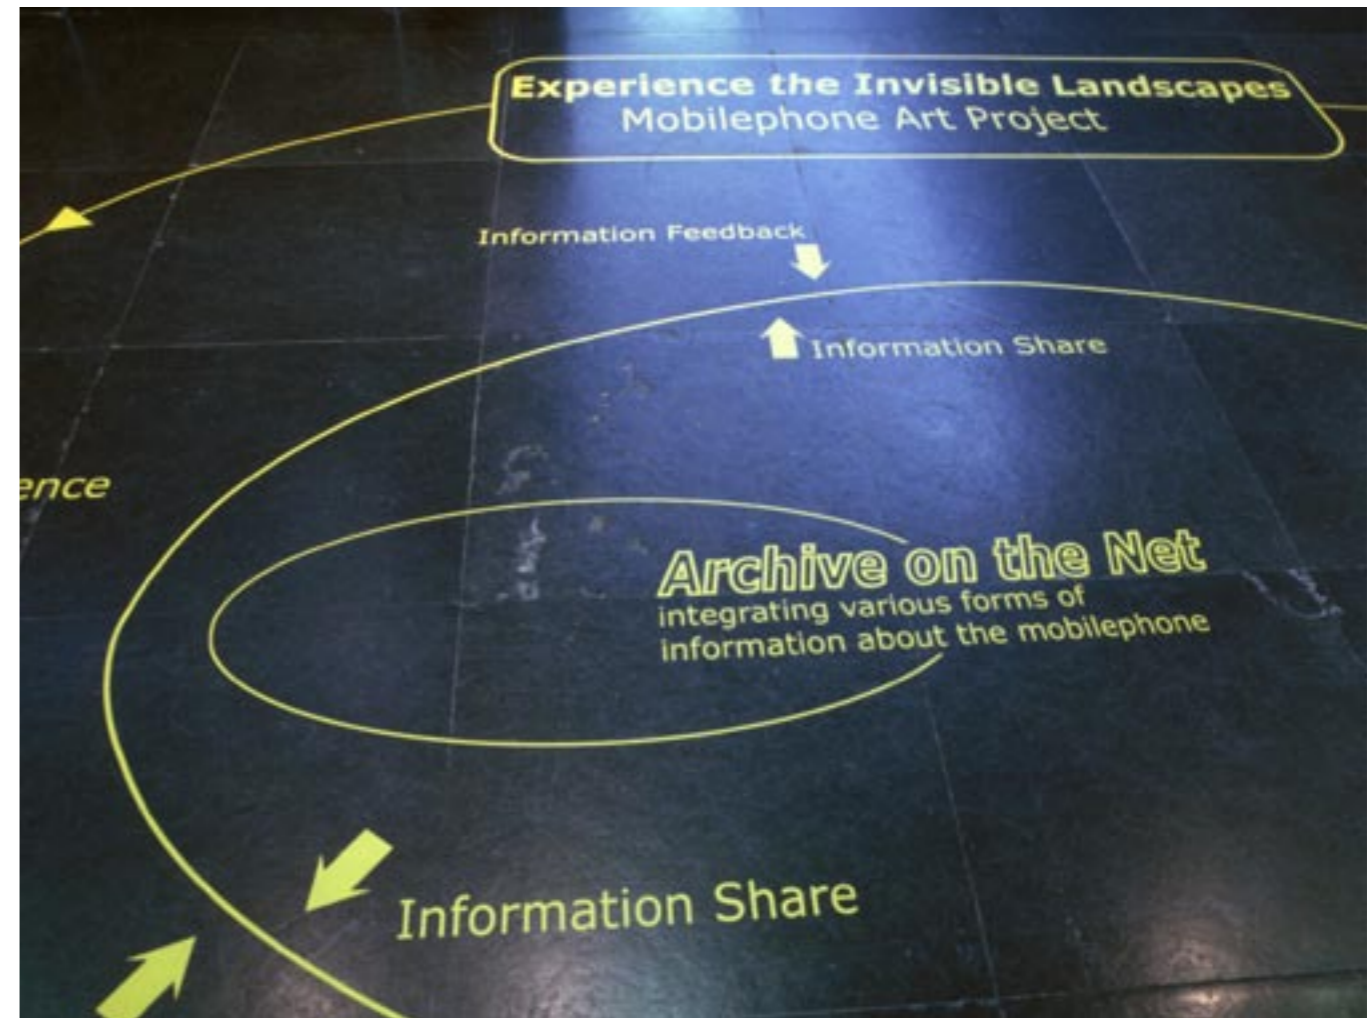 Experience the Invisible Landscapes
Mobilephone Art Project
Information Feedback
Information Share
ence
Archive on the Net
integrating various forms of
information about the mobilephone
Information Share